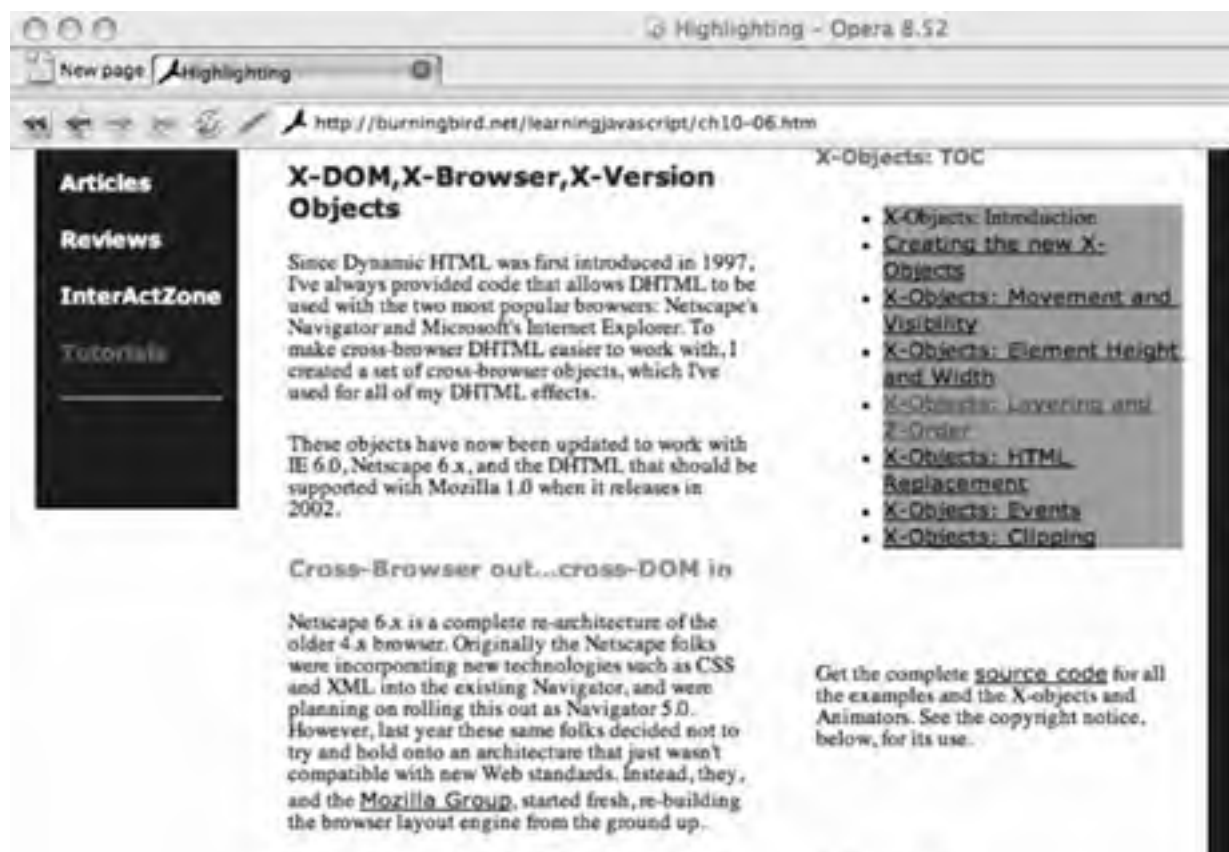 Highlighting - Opera 8.52
New page
Highlighting
http://burningbird.net/learningjavascript/ch10-06.htm
Articles
Reviews
InterActZone
Tutorials
X-DOM,X-Browser,X-Version
Objects
Since Dynamic HTML was first introduced in 1997,
I've always provided code that allows DHTML to be
used with the two most popular browsers: Netscape's
Navigator and Microsoft's Internet Explorer. To
make cross-browser DHTML easier to work with, I
created a set of cross-browser objects, which I've
used for all of my DHTML effects.
These objects have now been updated to work with
IE 6.0, Netscape 6.x, and the DHTML that should be
supported with Mozilla 1.0 when it releases in
2002.
Cross-Browser out...cross-DOM in
Netscape 6.x is a complete re-architecture of the
older 4.x browser. Originally the Netscape folks
were incorporating new technologies such as CSS
and XML into the existing Navigator, and were
planning on rolling this out as Navigator 5.0.
However, last year these same folks decided not to
try and hold onto an architecture that just wasn't
compatible with new Web standards. Instead, they,
and the Mozilla Group, started fresh, re-building
the browser layout engine from the ground up.
X-Objects: TOC
X-Objects: Introduction
Creating the new X-
Objects
X-Objects: Movement and
Visibility
X-Objects: Element Height
and Width
X-Objects: Layering and
Z-Order
X-Objects: HTML
Replacement
X-Objects: Events
X-Objects: Clipping
Get the complete source code for all
the examples and the X-objects and
Animators. See the copyright notice,
below, for its use.